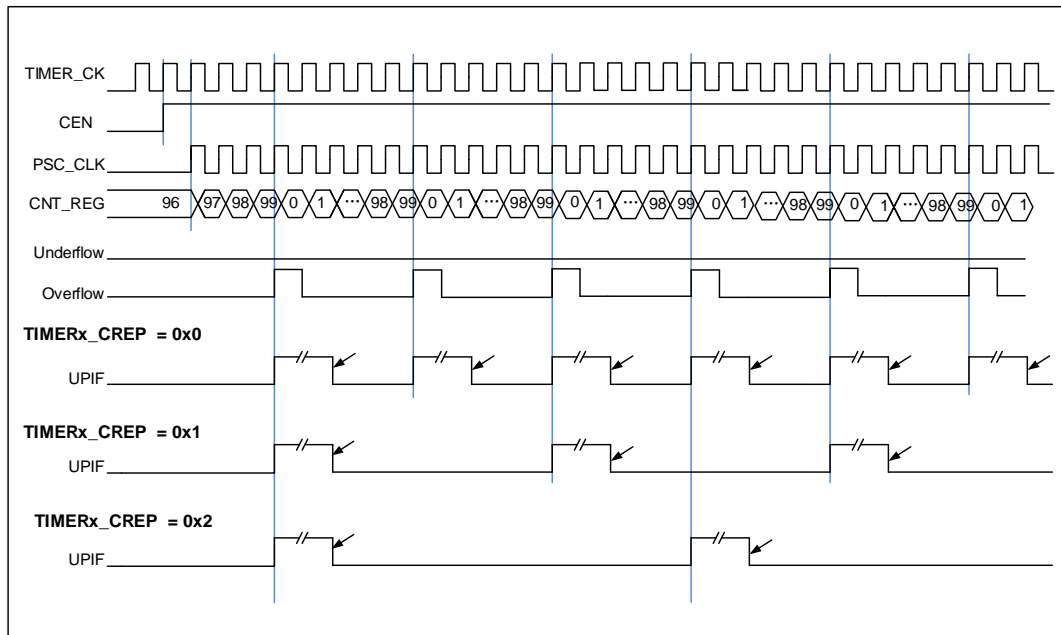 TIMER_CK
CEN
PSC_CLK
CNT_REG 96 97 98 99 0 1 ... 98 99 0 1 ... 98 99 0 1 ... 98 99 0 1 ... 98 99 0 1 ... 98 99 0 1
Underflow
Overflow
TIMERx_CREP = 0x0
UPIF
TIMERx_CREP = 0x1
UPIF
TIMERx_CREP = 0x2
UPIF